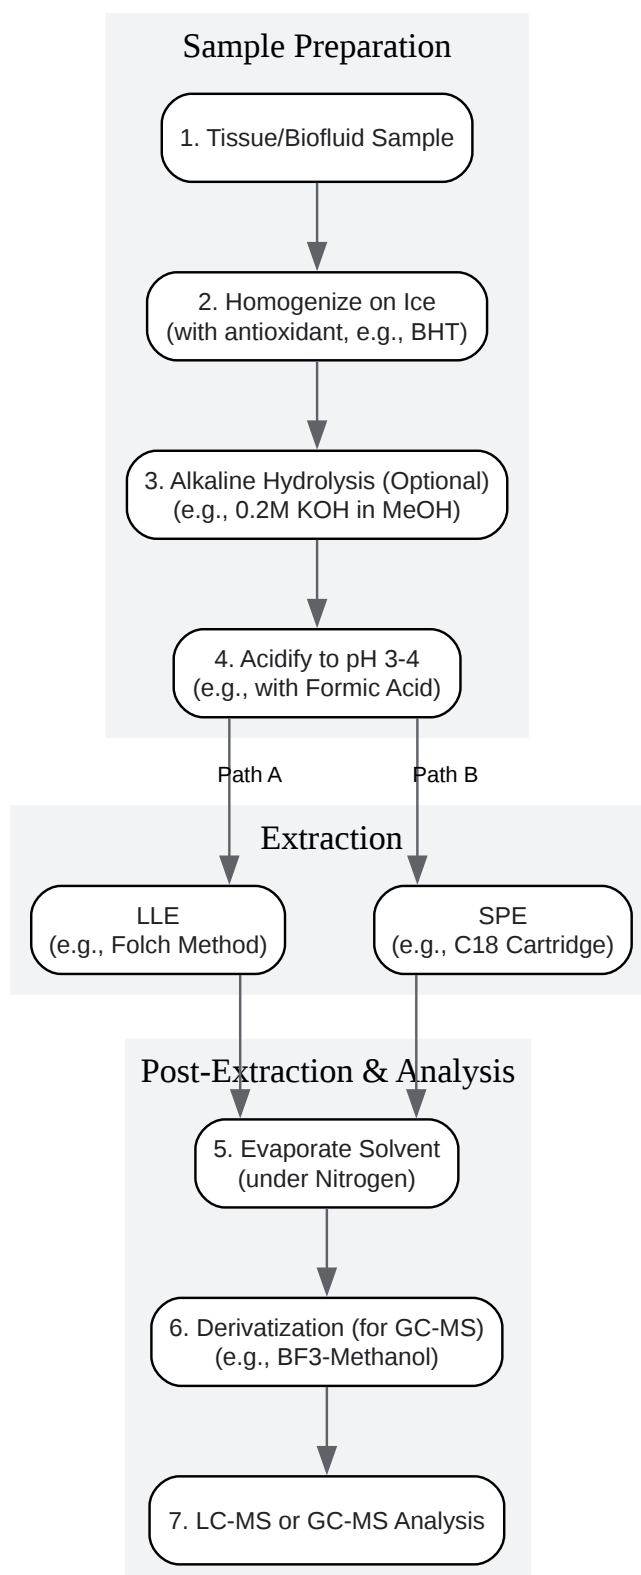 Sample Preparation
1. Tissue/Biofluid Sample
2. Homogenize on Ice
(with antioxidant, e.g., BHT)
3. Alkaline Hydrolysis (Optional)
(e.g., 0.2M KOH in MeOH)
4. Acidify to pH 3-4
(e.g., with Formic Acid)
Path A
Path B
Extraction
LLE
(e.g., Folch Method)
SPE
(e.g., C18 Cartridge)
Post-Extraction & Analysis
5. Evaporate Solvent
(under Nitrogen)
6. Derivatization (for GC-MS)
(e.g., BF3-Methanol)
7. LC-MS or GC-MS Analysis